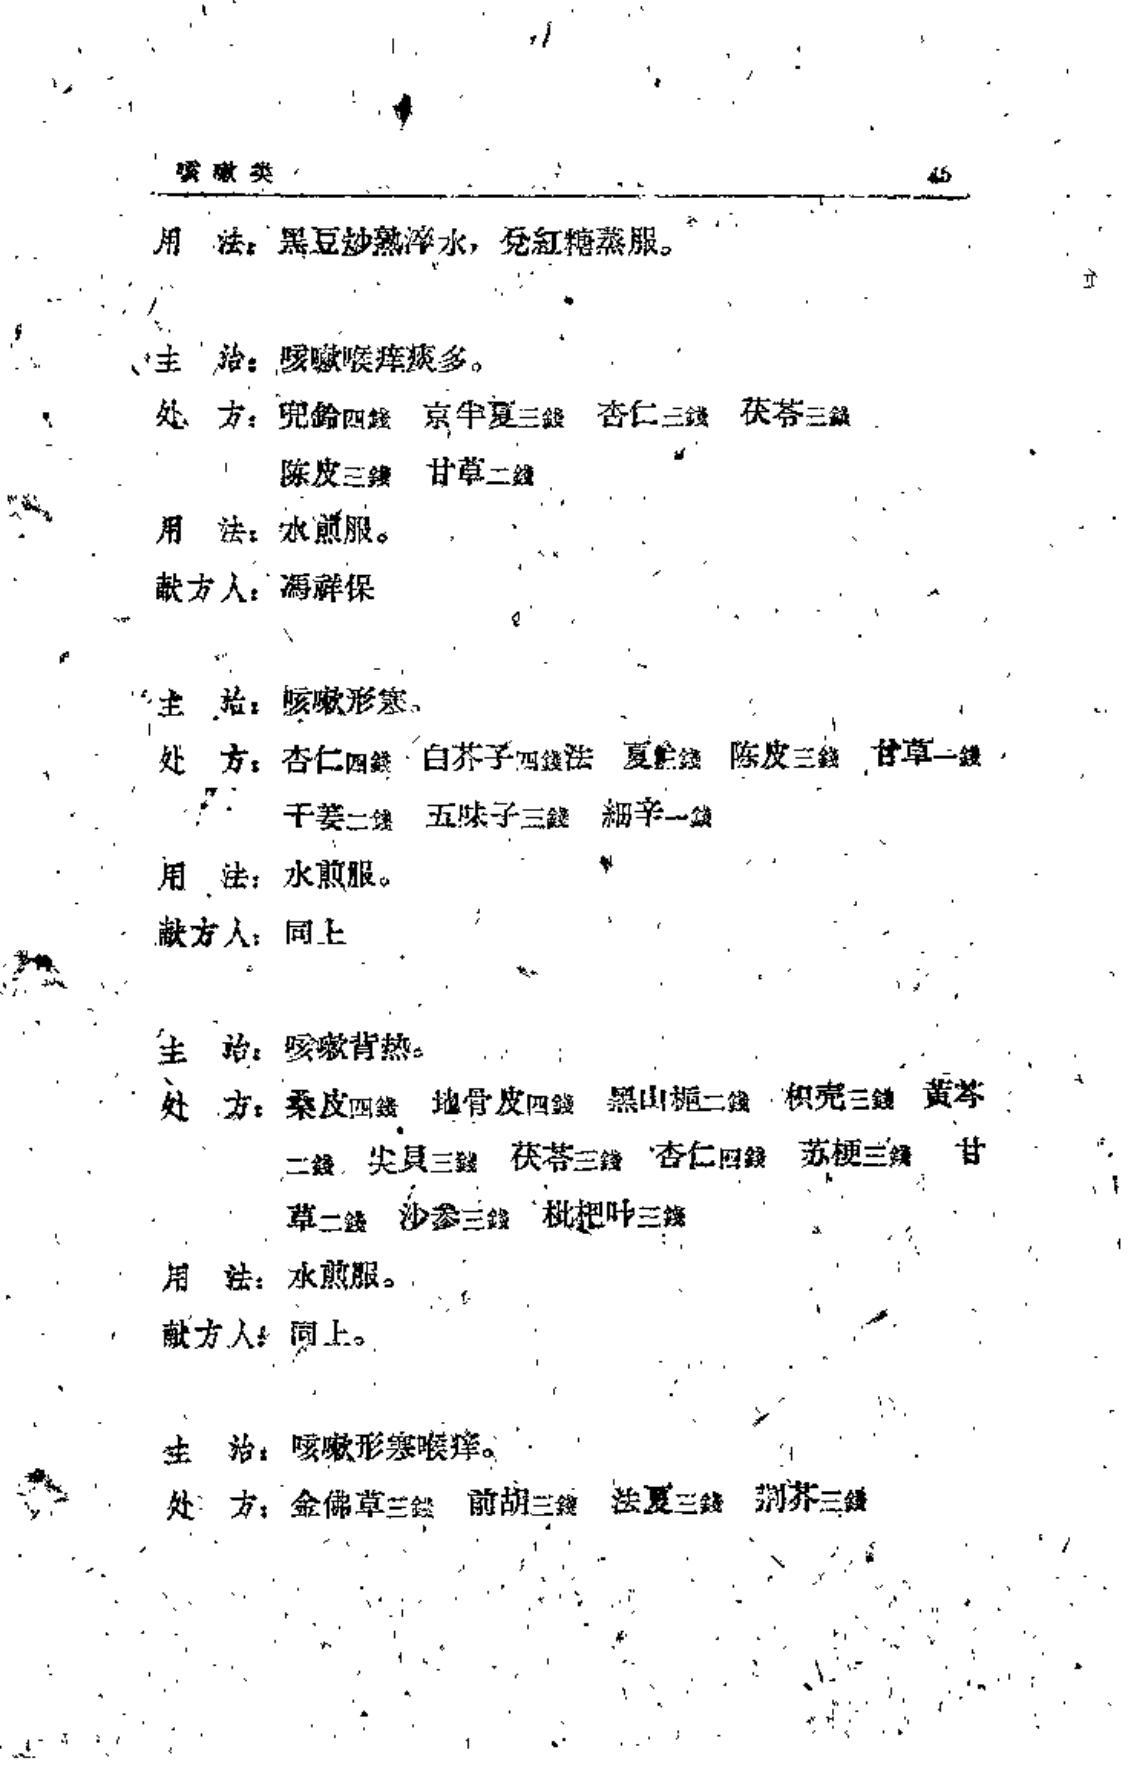 咳嗽类 45
用　法：黑豆炒熟淬水，兑紅糖蒸服。
主　治：咳嗽喉痒痰多。
处　方：兜鈴四錢　京半夏三錢　杏仁三錢　茯苓三錢
陈皮三錢　甘草二錢
用　法：水煎服。
献方人：馮祥保
主　治：咳嗽形寒。
处　方：杏仁四錢　白芥子四錢法　夏錢　陈皮三錢　甘草一錢
干姜二錢　五味子三錢　細辛一錢
用　法：水煎服。
献方人：同上
主　治：咳嗽背热。
处　方：桑皮四錢　地骨皮四錢　黑山梔二錢　枳壳三錢　黃芩
二錢　尖貝三錢　茯苓三錢　杏仁四錢　苏梗三錢　甘
草二錢　沙参三錢　枇杷叶三錢
用　法：水煎服。
献方人：同上。
主　治：咳嗽形寒喉痒。
处　方：金佛草三錢　前胡三錢　法夏三錢　荆芥三錢